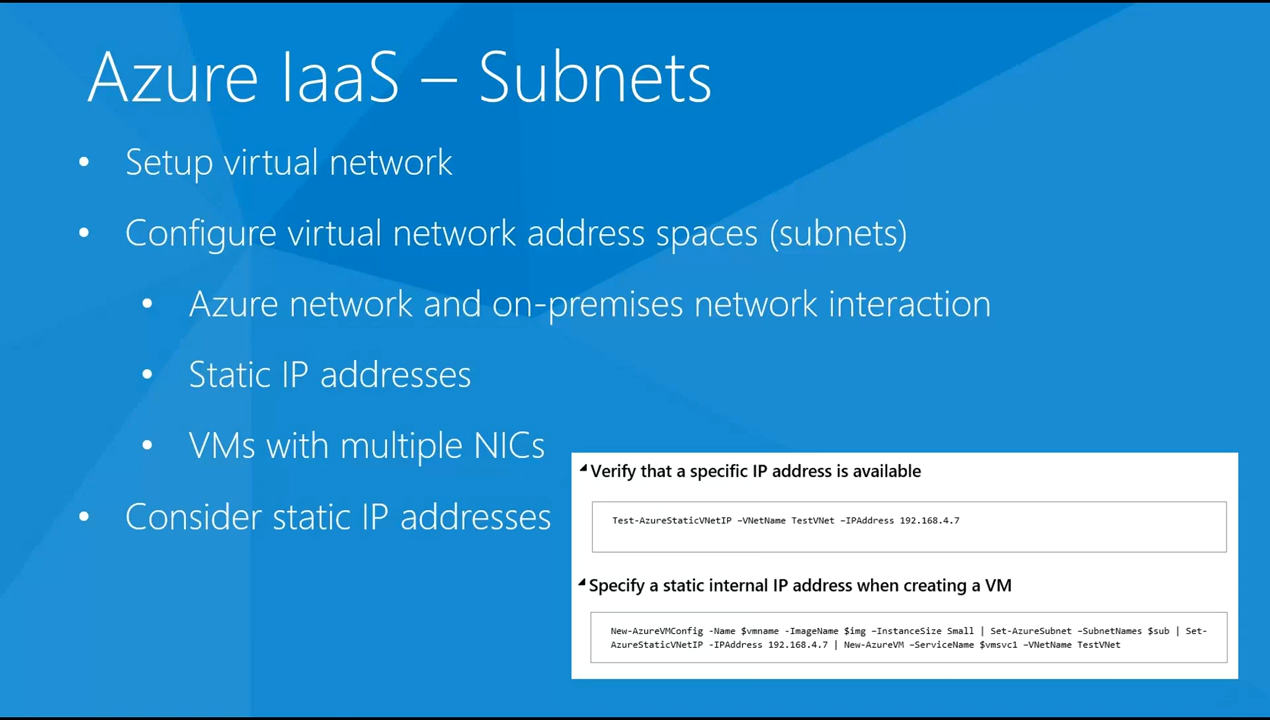 Azure IaaS – Subnets
• Setup virtual network
• Configure virtual network address spaces (subnets)
• Azure network and on-premises network interaction
• Static IP addresses
• VMs with multiple NICs
• Consider static IP addresses
Verify that a specific IP address is available
Test-AzureStaticVNetIP –VNetName TestVNet –IPAddress 192.168.4.7
Specify a static internal IP address when creating a VM
New-AzureVMConfig -Name $vmname -ImageName $img –InstanceSize Small | Set-AzureSubnet –SubnetNames $sub | Set-
AzureStaticVNetIP -IPAddress 192.168.4.7 | New-AzureVM –ServiceName $vmsvc1 –VNetName TestVNet